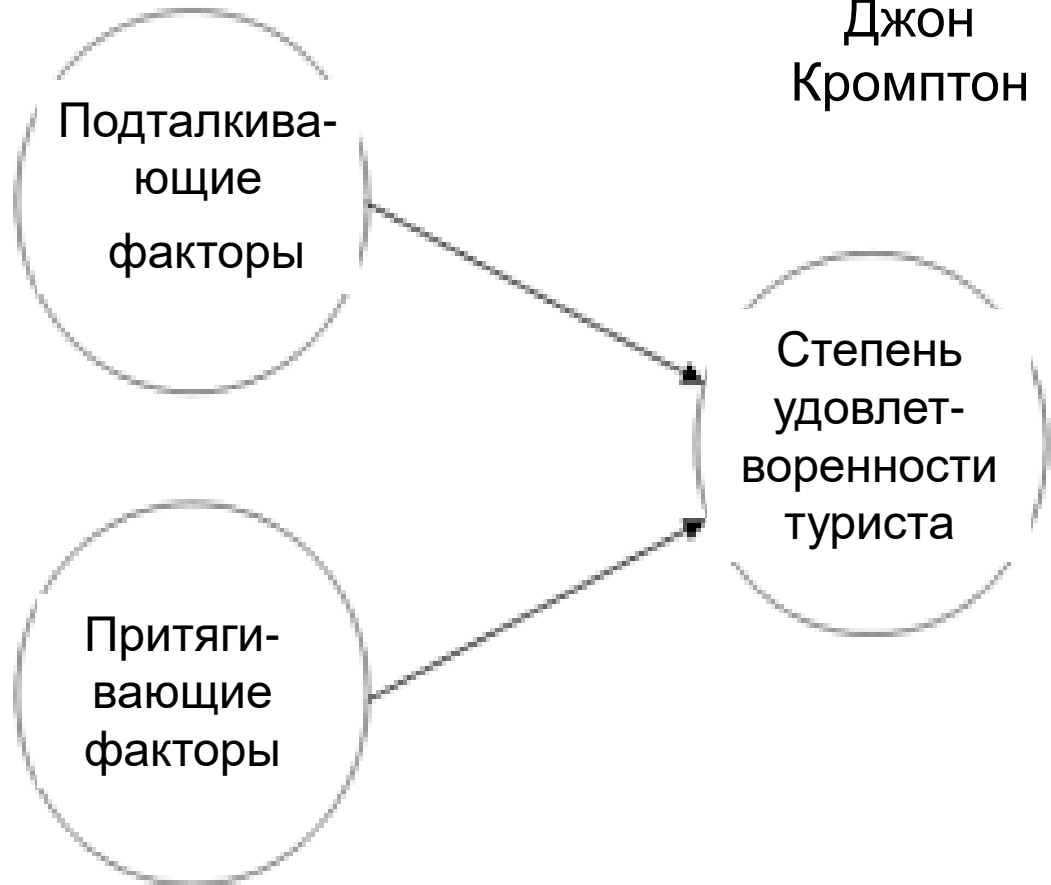 Джон
Кромптон
Подталкива-
ющие
факторы
Степень
удовлет-
воренности
туриста
Притяги-
вающие
факторы